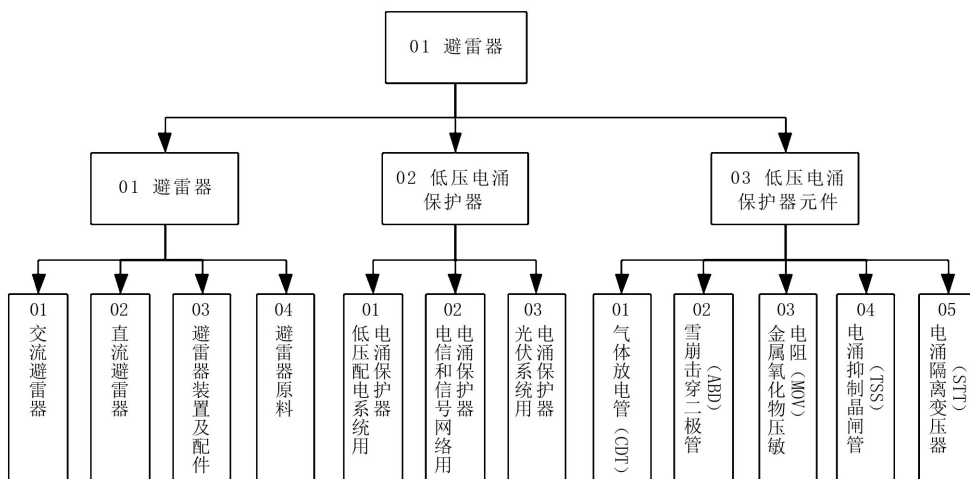 01 避雷器
01 避雷器
02 低压电涌
保护器
03 低压电涌
保护器元件
01
交流避雷器
02
直流避雷器
03
避雷器装置及配件
04
避雷器原料
01
低压配电系统用
电涌保护器
02
电信和信号网络用
电涌保护器
03
光伏系统用
电涌保护器
01
气体放电管（CDT）
02
雪崩击穿二极管
（ABD）
03
金属氧化物压敏
电阻（MOV）
04
电涌抑制晶闸管
（TSS）
05
电涌隔离变压器
（STT）